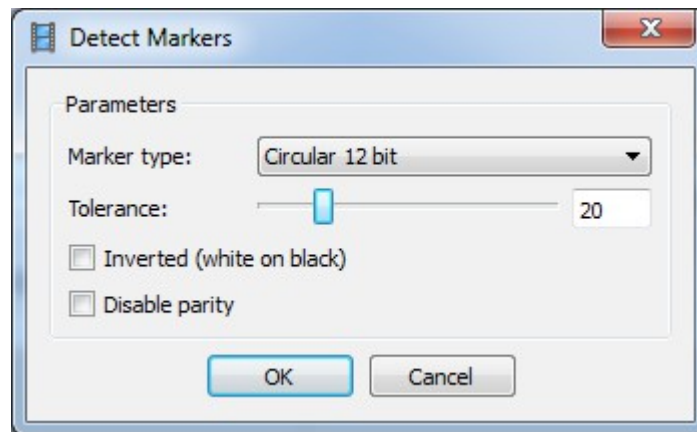 Detect Markers
Parameters
Marker type: Circular 12 bit
Tolerance: 20
Inverted (white on black)
Disable parity
OK Cancel